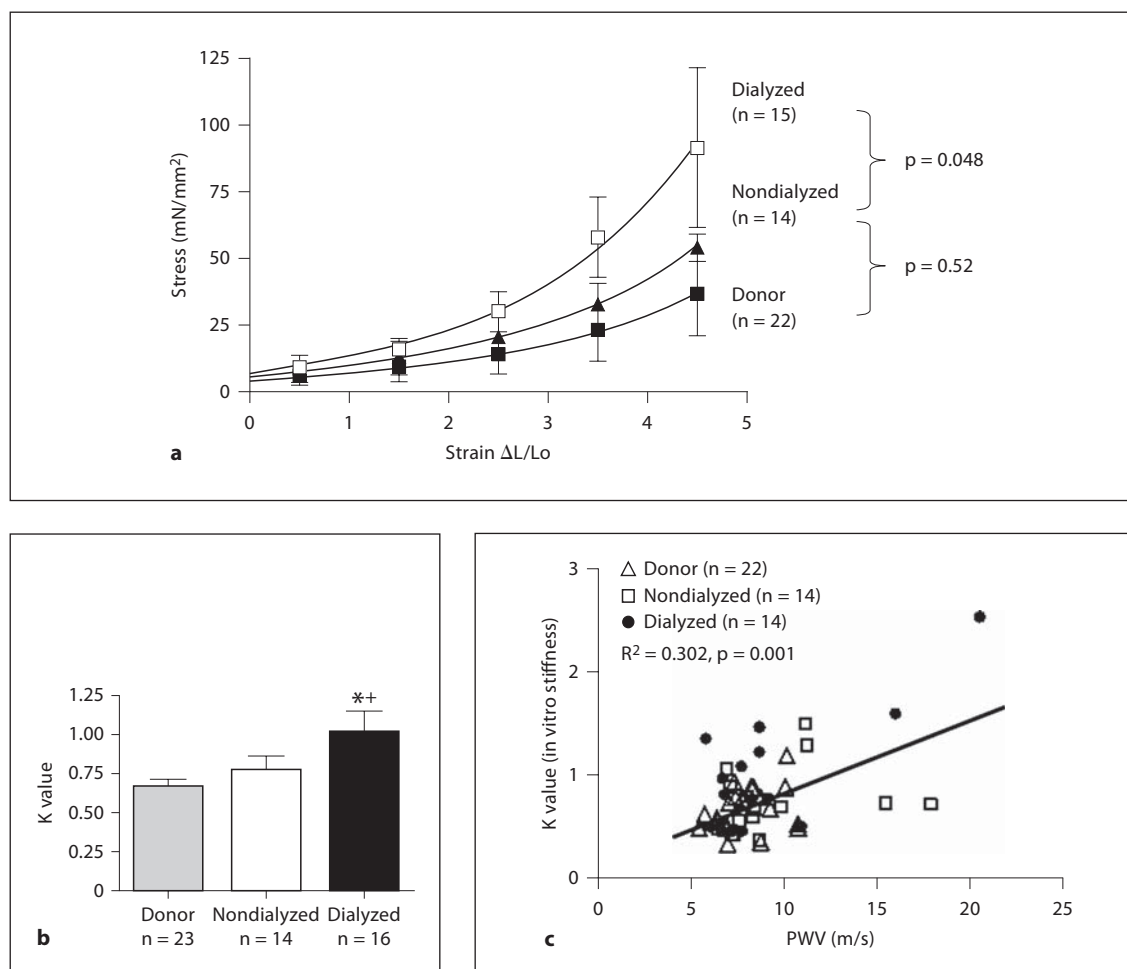 125
100
75
50
25
0
Stress (mN/mm²)
0 1 2 3 4 5
Strain ΔL/Lo
Dialyzed
(n = 15)
p = 0.048
Nondialyzed
(n = 14)
p = 0.52
Donor
(n = 22)
a
1.25
1.00
0.75
0.50
0.25
0
K value
*+
Donor Nondialyzed Dialyzed
n = 23 n = 14 n = 16
b
3
2
1
0
K value (in vitro stiffness)
Donor (n = 22)
Nondialyzed (n = 14)
Dialyzed (n = 14)
R² = 0.302, p = 0.001
0 5 10 15 20 25
PWV (m/s)
c